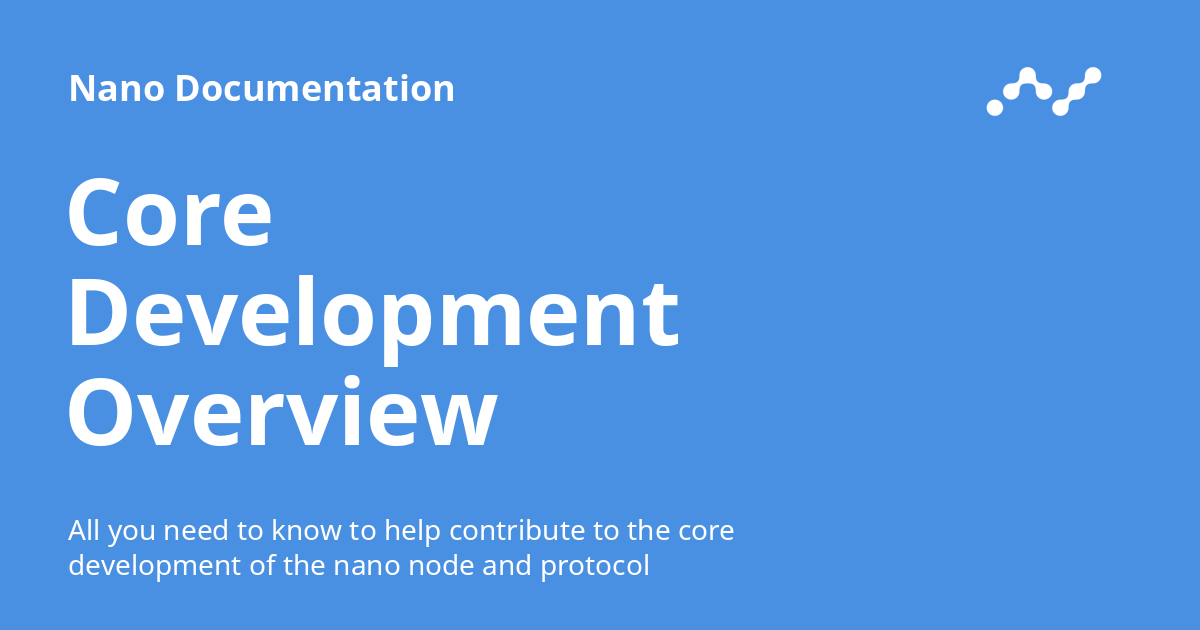 Nano Documentation
Core
Development
Overview
All you need to know to help contribute to the core
development of the nano node and protocol